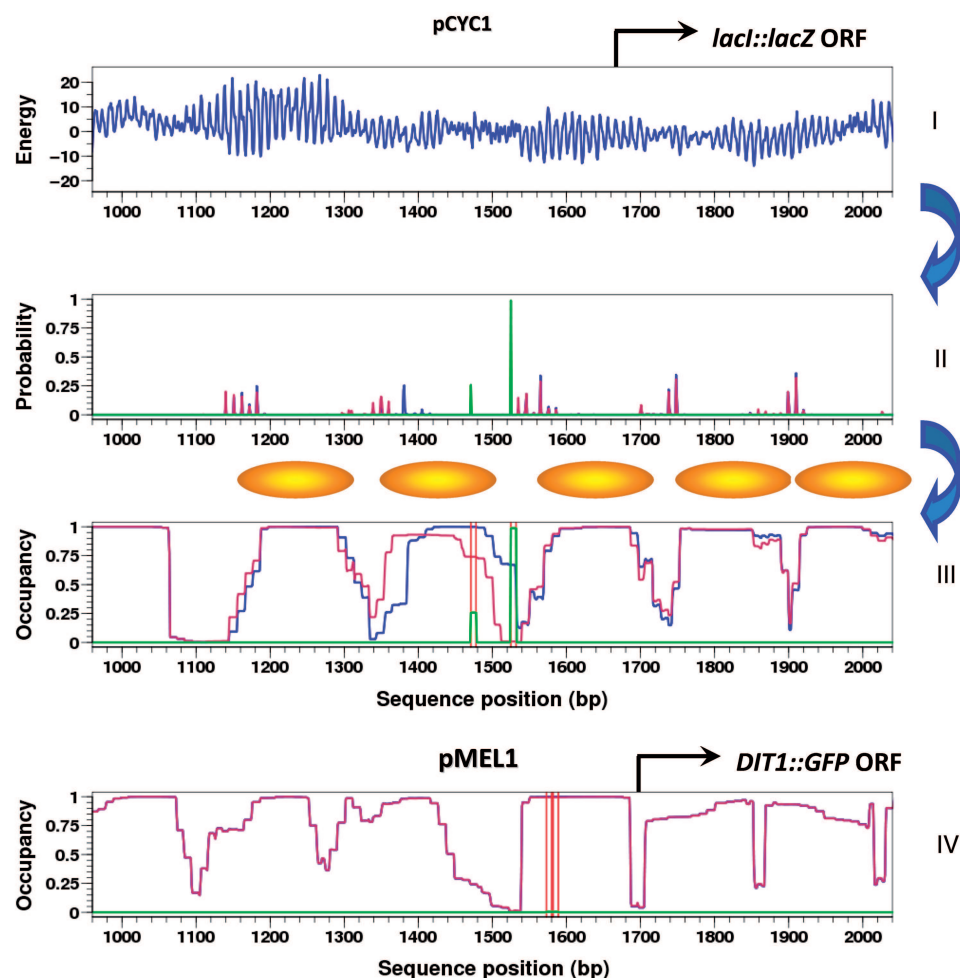 pCYC1
lacI::lacZ ORF
Energy
20
10
0
−10
−20
1000 1100 1200 1300 1400 1500 1600 1700 1800 1900 2000
I
Probability
1
0.75
0.5
0.25
0
1000 1100 1200 1300 1400 1500 1600 1700 1800 1900 2000
II
Occupancy
1
0.75
0.5
0.25
0
1000 1100 1200 1300 1400 1500 1600 1700 1800 1900 2000
III
Sequence position (bp)
pMEL1
DIT1::GFP ORF
Occupancy
1
0.75
0.5
0.25
0
1000 1100 1200 1300 1400 1500 1600 1700 1800 1900 2000
IV
Sequence position (bp)